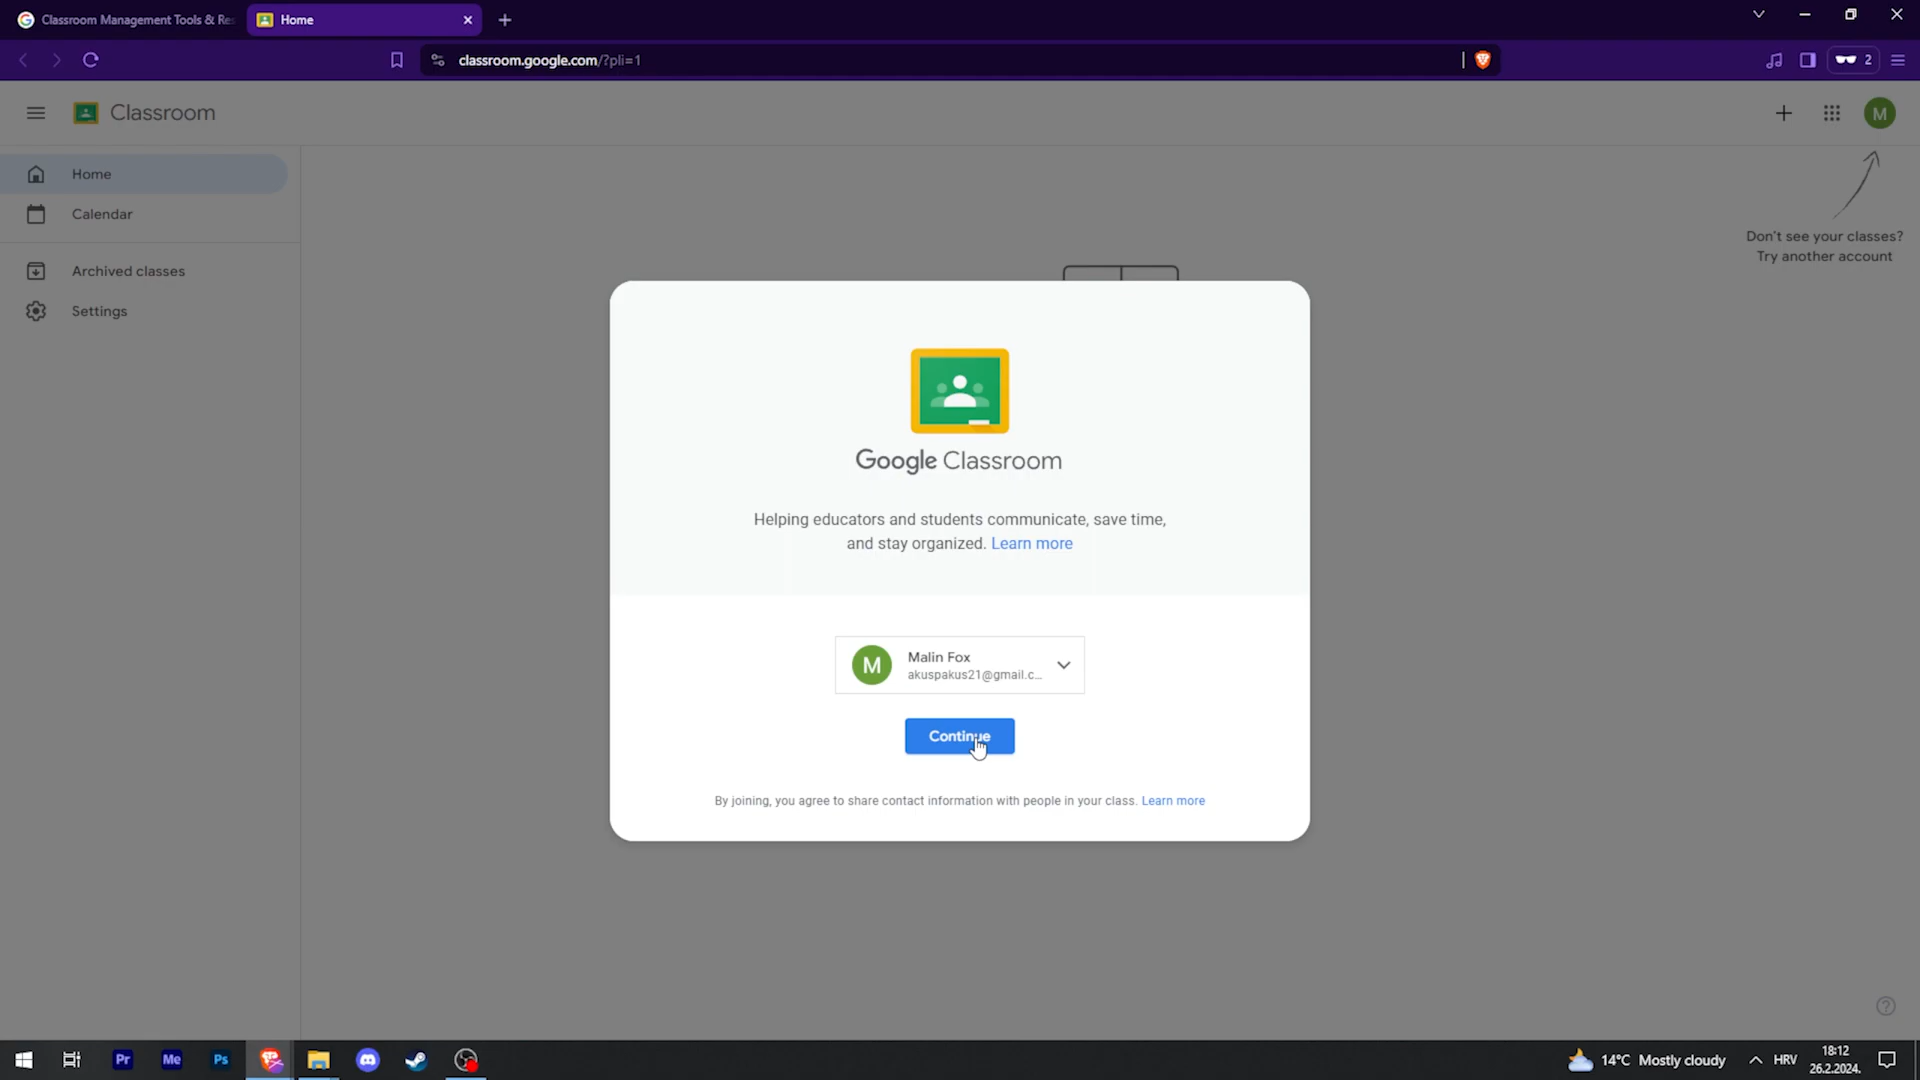 Classroom Management Tools & Re
Home
classroom.google.com/?pli=1
2
Classroom
M
Home
Calendar
Archived classes
Settings
Don't see your classes?
Try another account
Google Classroom
Helping educators and students communicate, save time,
and stay organized. Learn more
M
Malin Fox
akuspakus21@gmail.c...
Continue
By joining, you agree to share contact information with people in your class. Learn more
Pr
Me
Ps
14°C Mostly cloudy
HRV
18:12
26.2.2024.